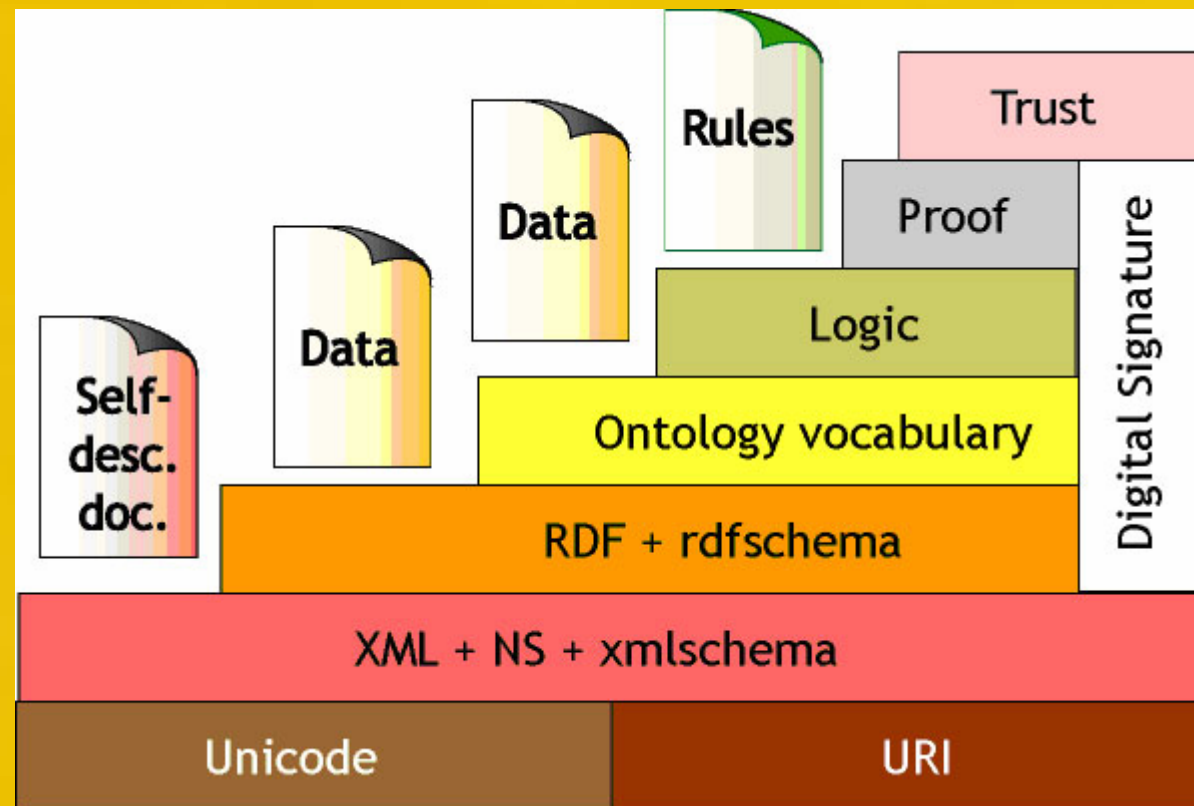 Trust
Rules
Proof
Data
Logic
Data
Ontology vocabulary
Digital Signature
Self-
desc.
doc.
RDF + rdfschema
XML + NS + xmlschema
Unicode
URI